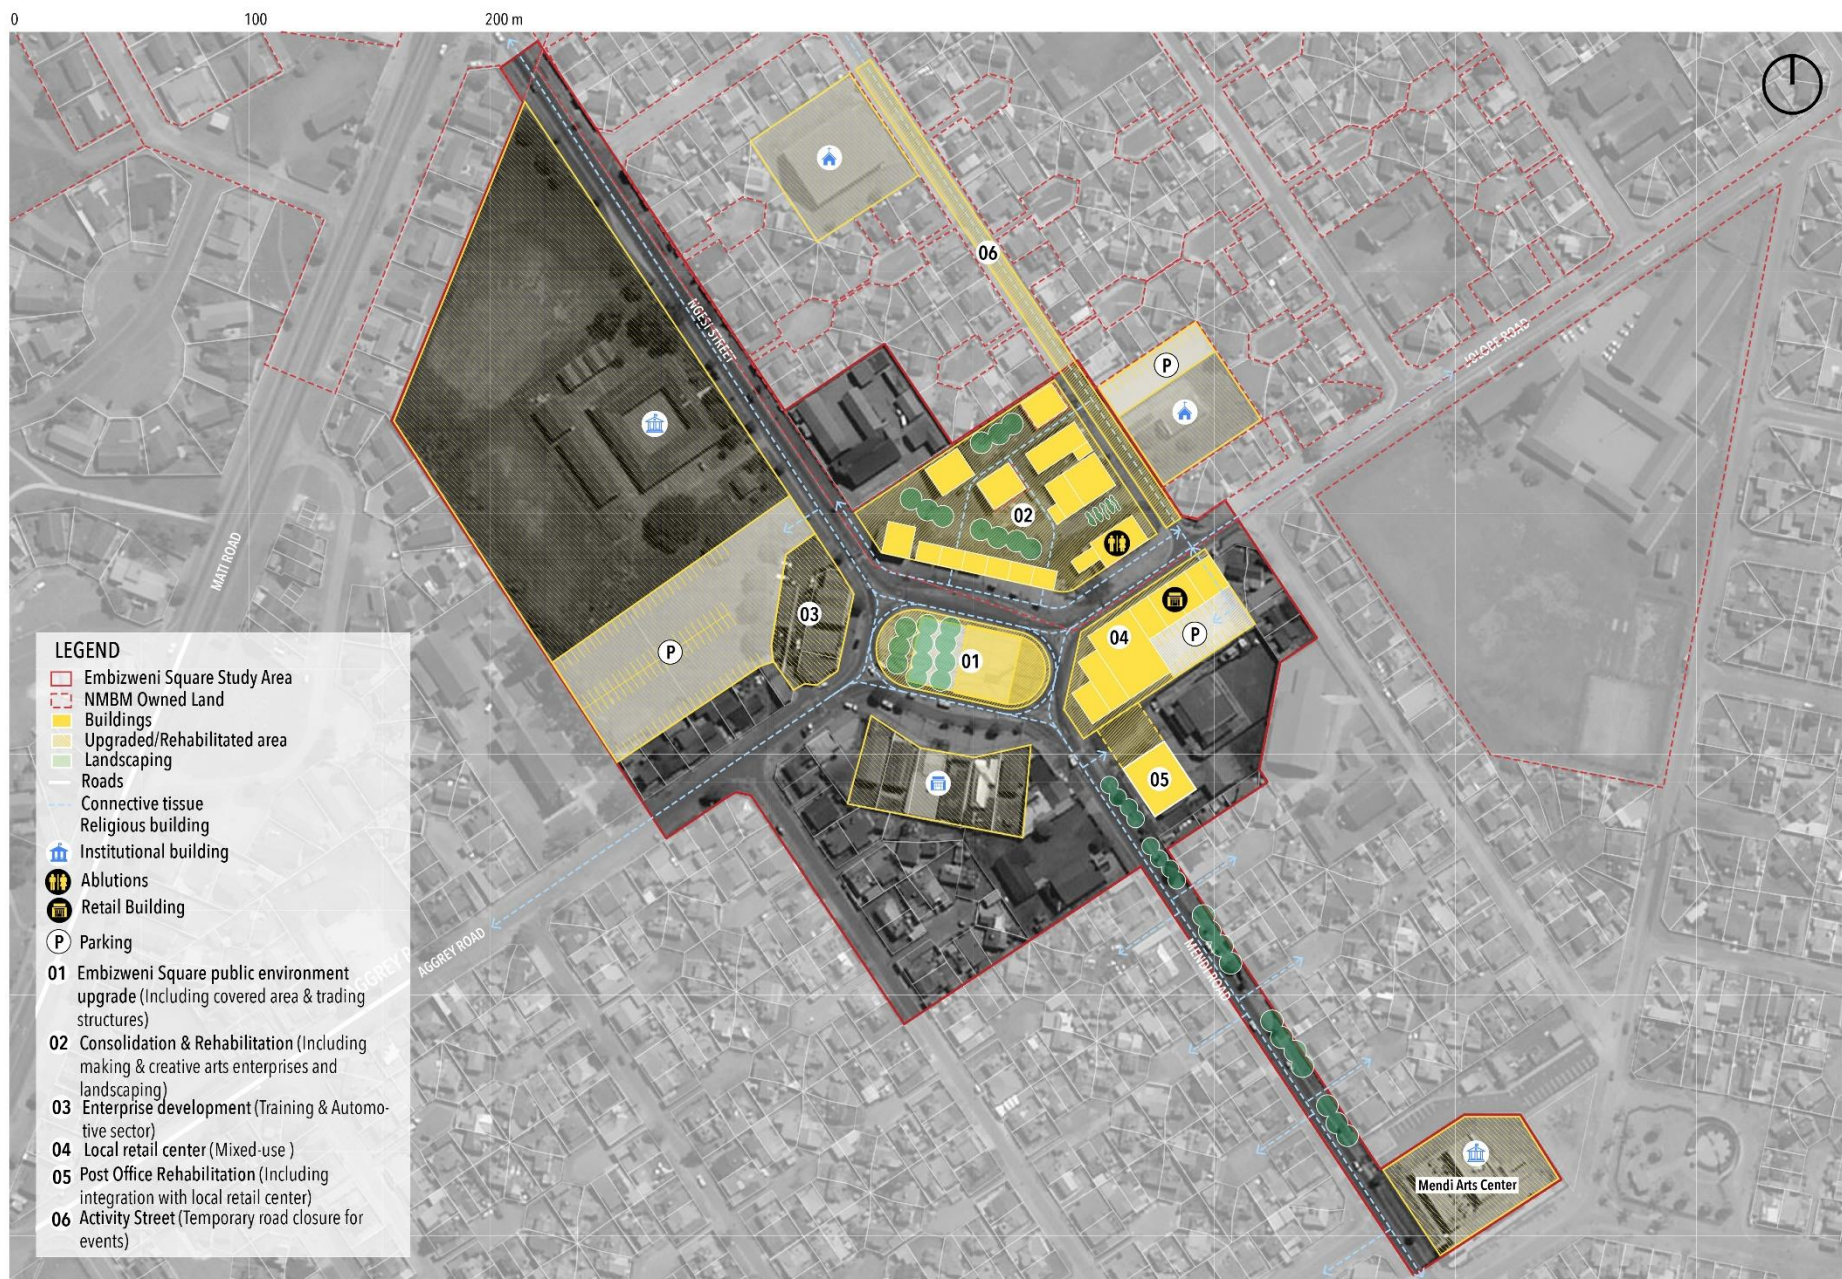 0 100 200 m
06
NGESI STREET
P
JOLOBE ROAD
02
MATI ROAD
03
04
P
P
01
05
LEGEND
Embizweni Square Study Area
NMBM Owned Land
Buildings
Upgraded/Rehabilitated area
Landscaping
Roads
Connective tissue
Religious building
Institutional building
Ablutions
Retail Building
P Parking
01 Embizweni Square public environment
upgrade (Including covered area & trading
structures)
02 Consolidation & Rehabilitation (Including
making & creative arts enterprises and
landscaping)
03 Enterprise development (Training & Automo-
tive sector)
04 Local retail center (Mixed-use )
05 Post Office Rehabilitation (Including
integration with local retail center)
06 Activity Street (Temporary road closure for
events)
AGGREY R
AGGREY ROAD
MENDI ROAD
Mendi Arts Center